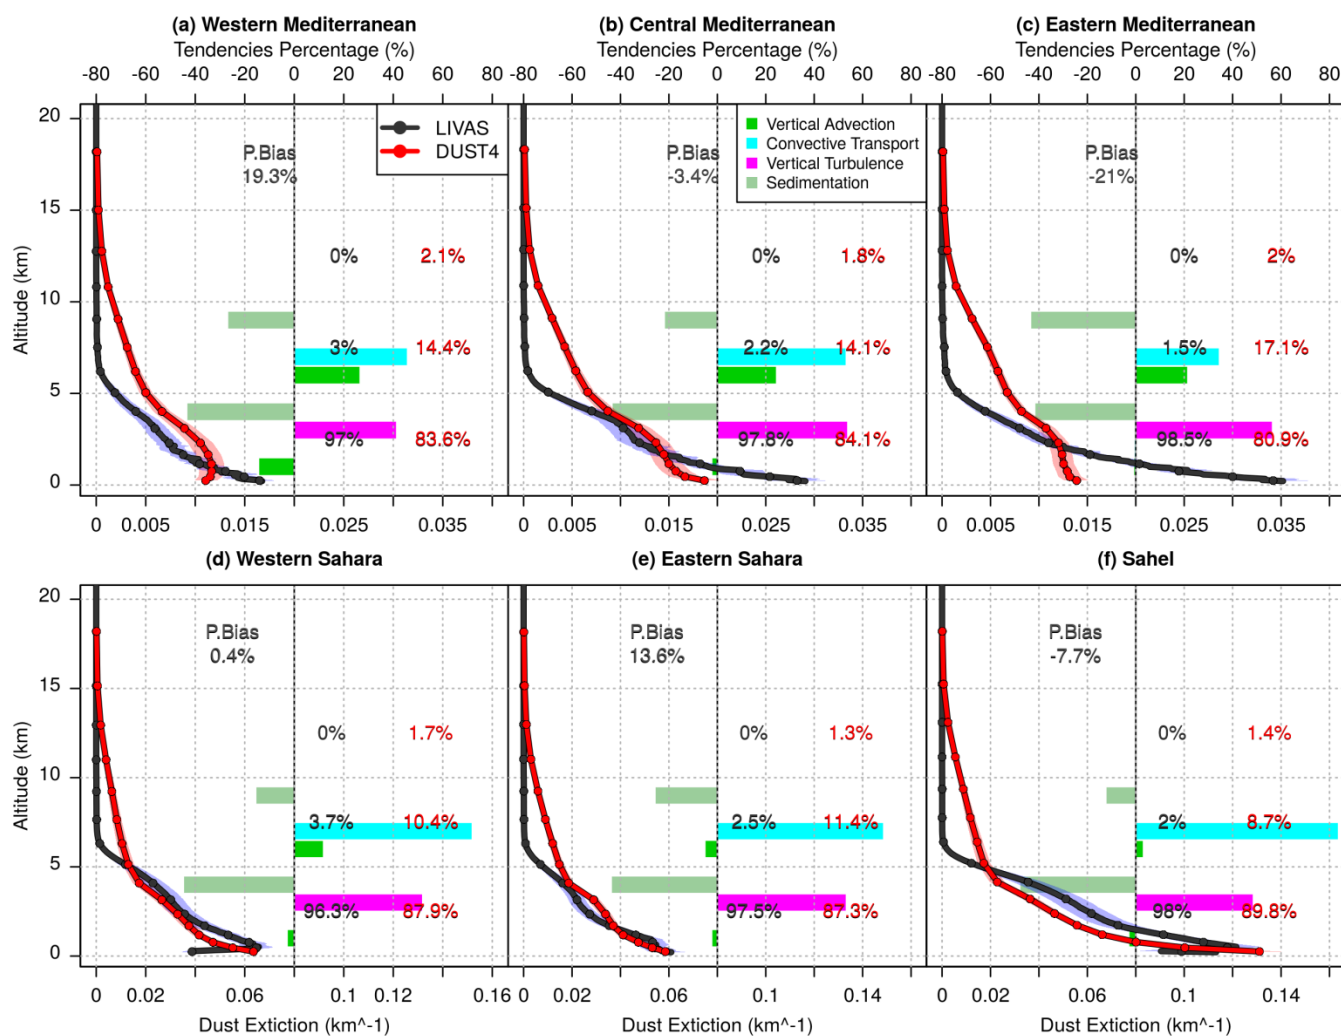 (a) Western Mediterranean
Tendencies Percentage (%)
-80 -60 -40 -20 0 20 40 60 80
(b) Central Mediterranean
Tendencies Percentage (%)
-80 -60 -40 -20 0 20 40 60 80
(c) Eastern Mediterranean
Tendencies Percentage (%)
-80 -60 -40 -20 0 20 40 60 80
Altitude (km)
20
15
10
5
0
LIVAS
DUST4
P.Bias
19.3%
0% 2.1%
3% 14.4%
97% 83.6%
0 0.005 0.015 0.025 0.035
Vertical Advection
Convective Transport
Vertical Turbulence
Sedimentation
P.Bias
-3.4%
0% 1.8%
2.2% 14.1%
97.8% 84.1%
0 0.005 0.015 0.025 0.035
P.Bias
-21%
0% 2%
1.5% 17.1%
98.5% 80.9%
0 0.005 0.015 0.025 0.035
(d) Western Sahara
Altitude (km)
20
15
10
5
0
P.Bias
0.4%
0% 1.7%
3.7% 10.4%
96.3% 87.9%
0 0.02 0.06 0.1 0.14 0.16
Dust Extiction (km^-1)
(e) Eastern Sahara
P.Bias
13.6%
0% 1.3%
2.5% 11.4%
97.5% 87.3%
0 0.02 0.06 0.1 0.14
Dust Extiction (km^-1)
(f) Sahel
P.Bias
-7.7%
0% 1.4%
2% 8.7%
98% 89.8%
0 0.02 0.06 0.1 0.14
Dust Extiction (km^-1)